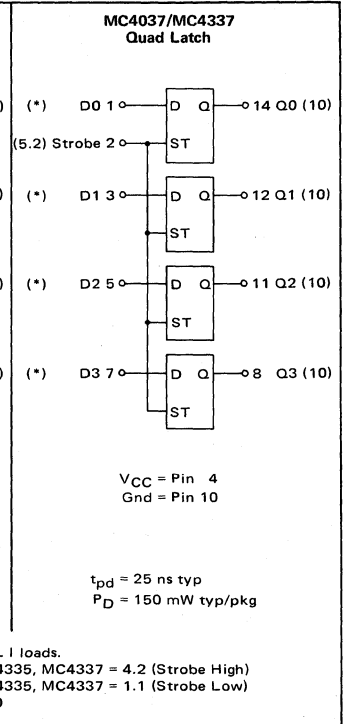 MC4037/MC4337
Quad Latch
) (*) D0 1 D Q 14 Q0 (10)
(5.2) Strobe 2 ST
) (*) D1 3 D Q 12 Q1 (10)
ST
) (*) D2 5 D Q 11 Q2 (10)
ST
) (*) D3 7 D Q 8 Q3 (10)
ST
VCC = Pin 4
Gnd = Pin 10
tpd = 25 ns typ
PD = 150 mW typ/pkg
loads.
4335, MC4337 = 4.2 (Strobe High)
4335, MC4337 = 1.1 (Strobe Low)